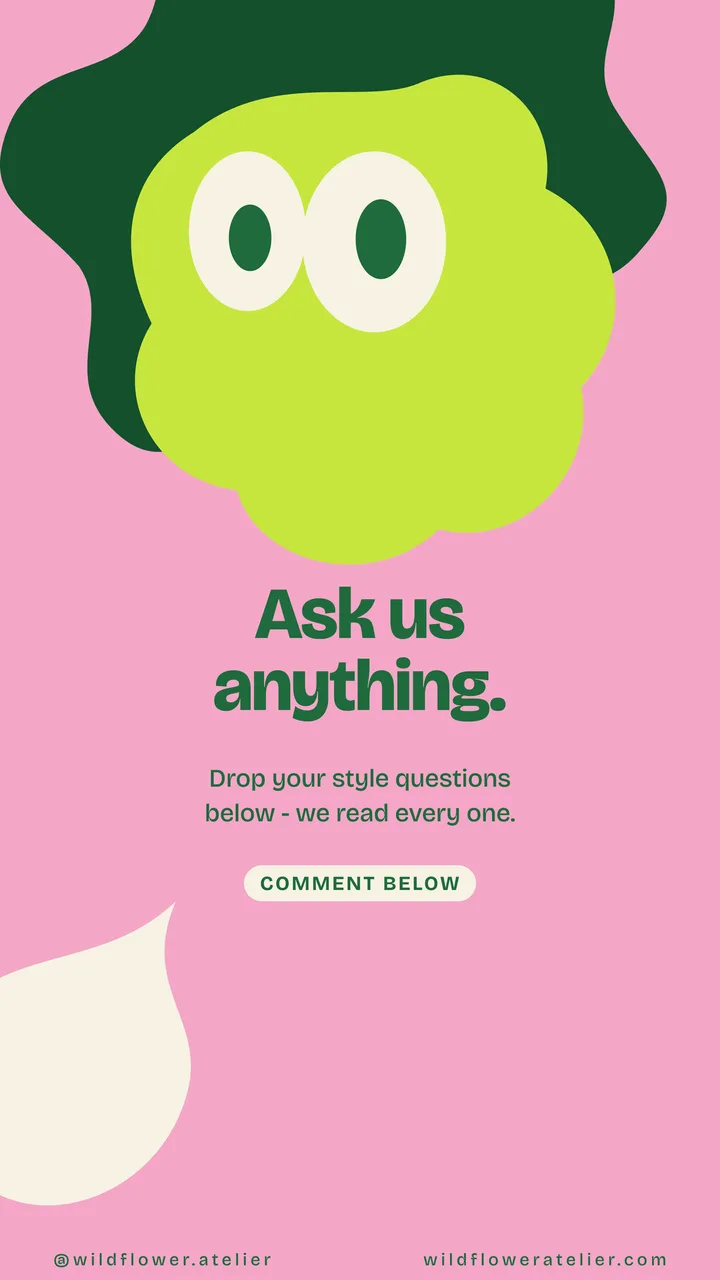 Ask us
anything.
Drop your style questions
below - we read every one.
COMMENT BELOW
@wildflower.atelier
wildfloweratelier.com